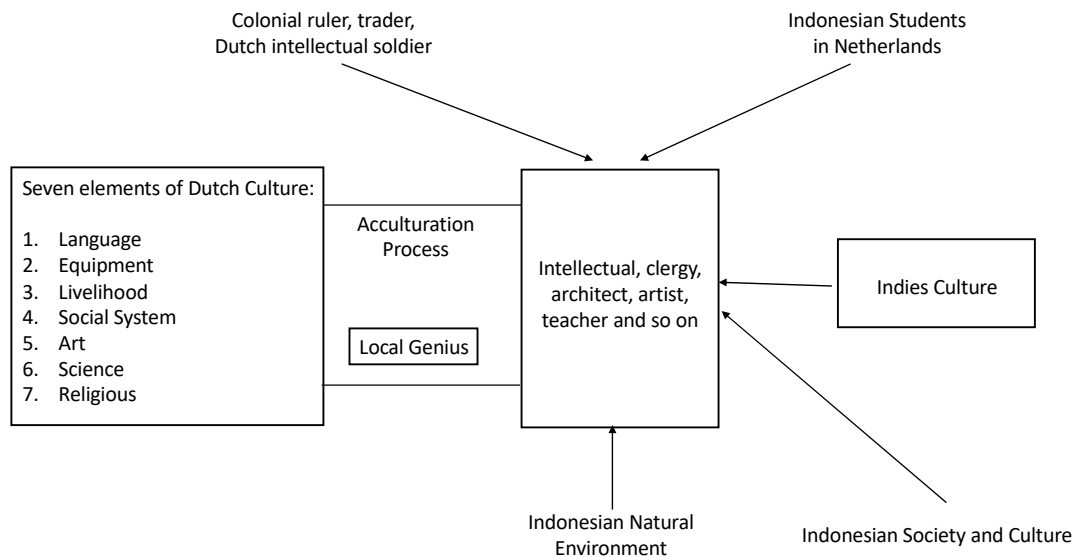 Colonial ruler, trader,
Dutch intellectual soldier
Indonesian Students
in Netherlands
Seven elements of Dutch Culture:
1. Language
2. Equipment
3. Livelihood
4. Social System
5. Art
6. Science
7. Religious
Acculturation
Process
Local Genius
Intellectual, clergy,
architect, artist,
teacher and so on
Indies Culture
Indonesian Natural
Environment
Indonesian Society and Culture